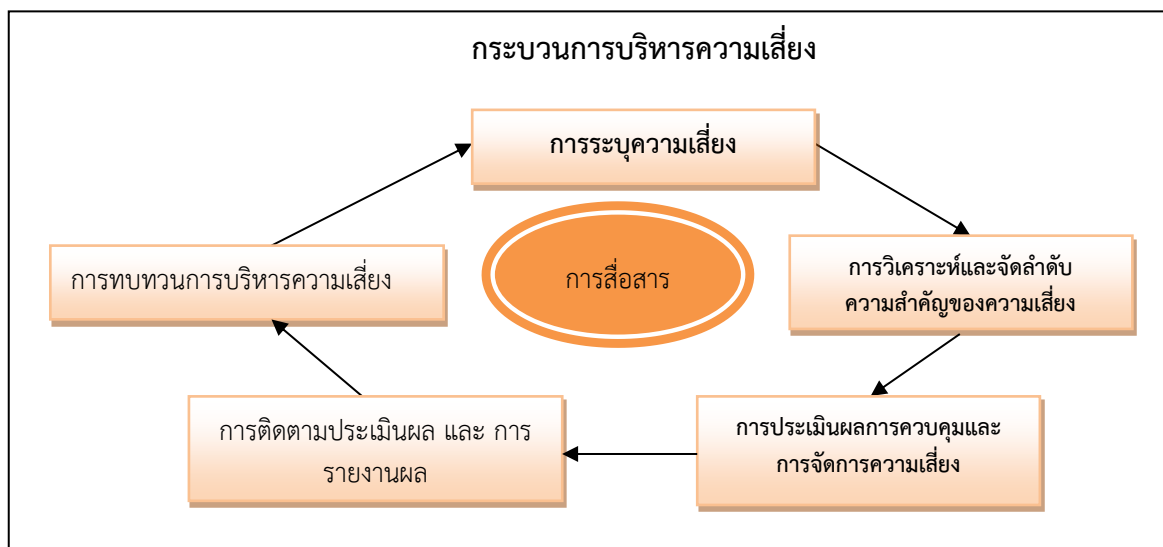 กระบวนการบริหารความเสี่ยง
การระบุความเสี่ยง
การวิเคราะห์และจัดลำดับ
ความสำคัญของความเสี่ยง
การสื่อสาร
การทบทวนการบริหารความเสี่ยง
การประเมินผลการควบคุมและ
การจัดการความเสี่ยง
การติดตามประเมินผล และ การ
รายงานผล